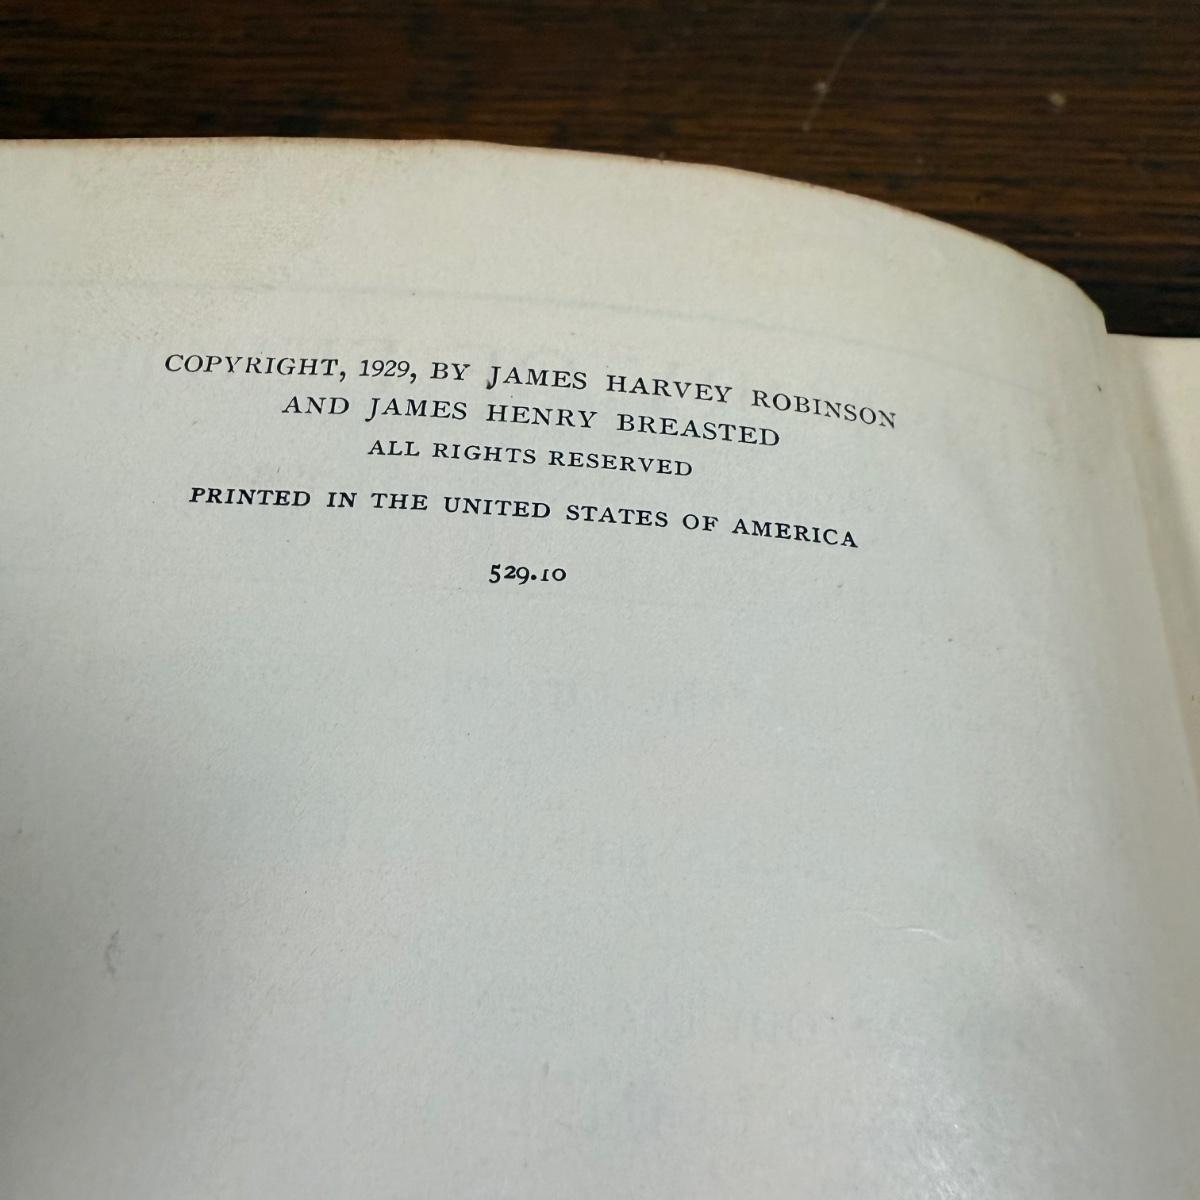 COPYRIGHT, 1929, BY JAMES HARVEY ROBINSON
AND JAMES HENRY BREASTED
ALL RIGHTS RESERVED
PRINTED IN THE UNITED STATES OF AMERICA
529.10